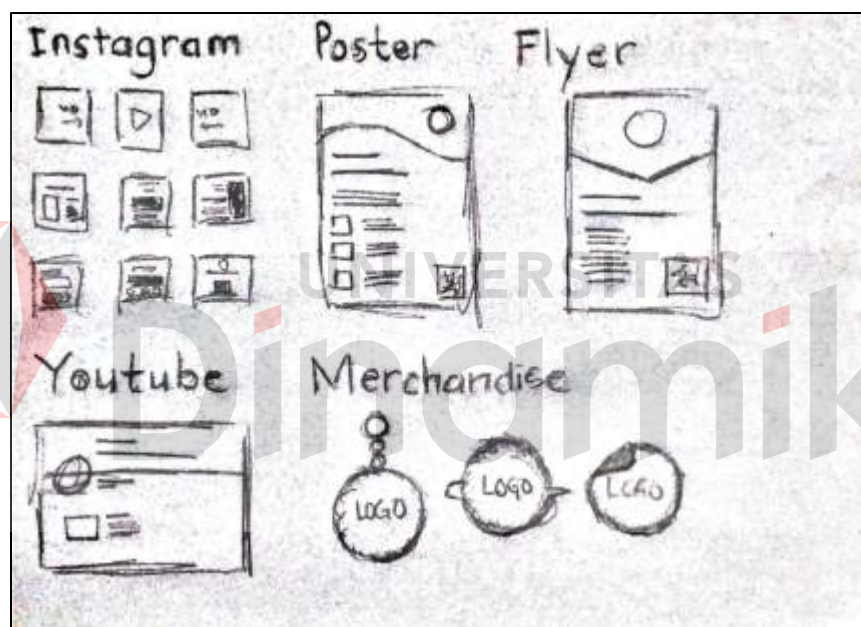 Instagram
Poster
Flyer
UNIVERSITAS
Dinamik
Youtube
Merchandise
LOGO
LOGO
LOGO